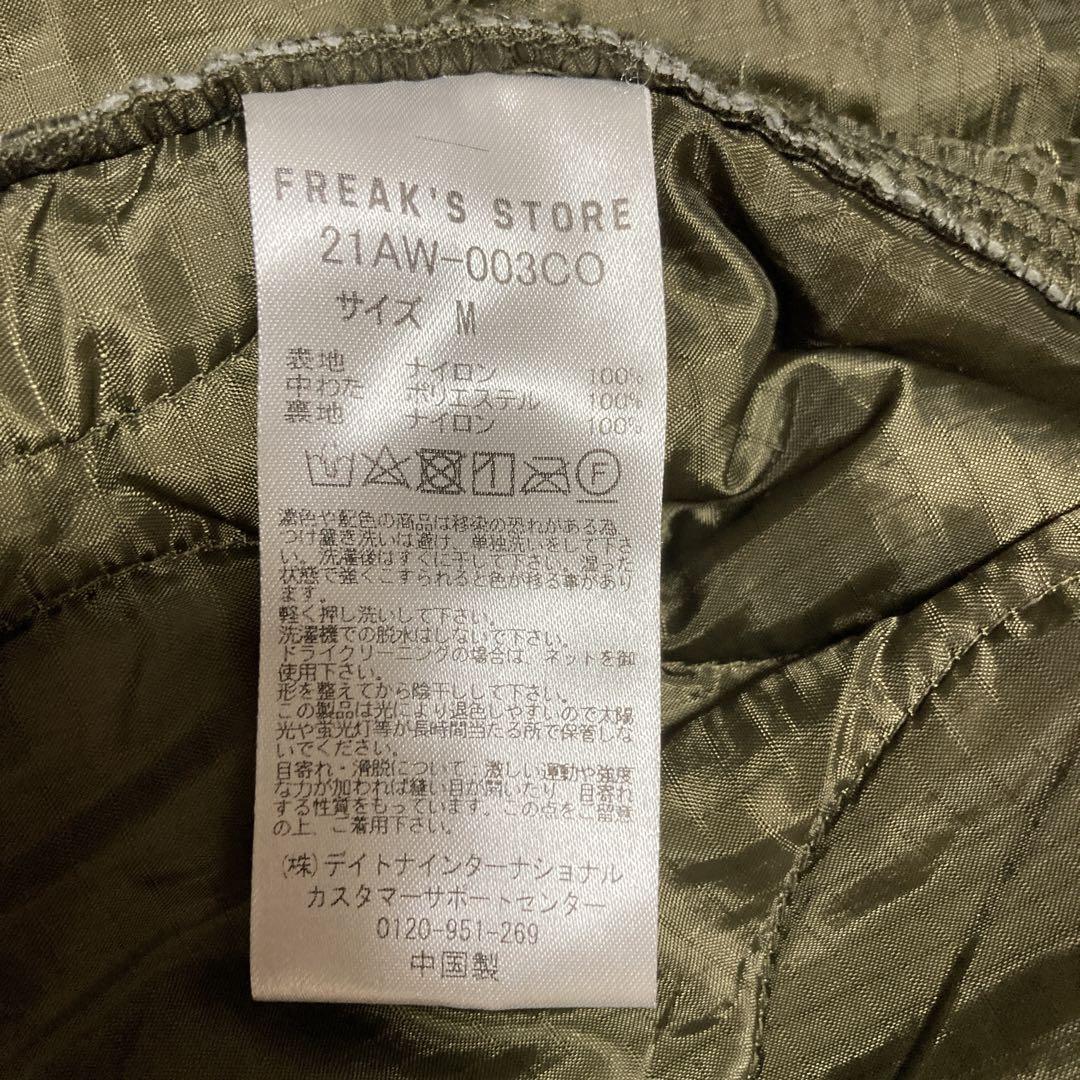 FREAK'S STORE
21AW-003CO
サイズ M
表地 ナイロン 100%
中わた ポリエステル 100%
裏地 ナイロン 100%
F
濃色や配色の商品は移染の恐れがある為、
つけ置き洗いは避け、単独洗いをして下さ
い。洗濯後はすぐに干して下さい。湿った
状態で強くこすられると色が移る事があり
ます。
軽く押し洗いして下さい。
洗濯機での脱水はしないで下さい。
ドライクリーニングの場合は、ネットを御
使用下さい。
形を整えてから陰干しして下さい。
この製品は光により退色しやすいので太陽
光や蛍光灯等が長時間当たる所で保管しな
いでください。
目寄れ・滑脱について、激しい運動や強度
な力が加われば縫い目が開いたり、目寄れ
する性質をもっています。この点をご留意
の上、ご着用下さい。
(株)デイトナインターナショナル
カスタマーサポートセンター
0120-951-269
中国製